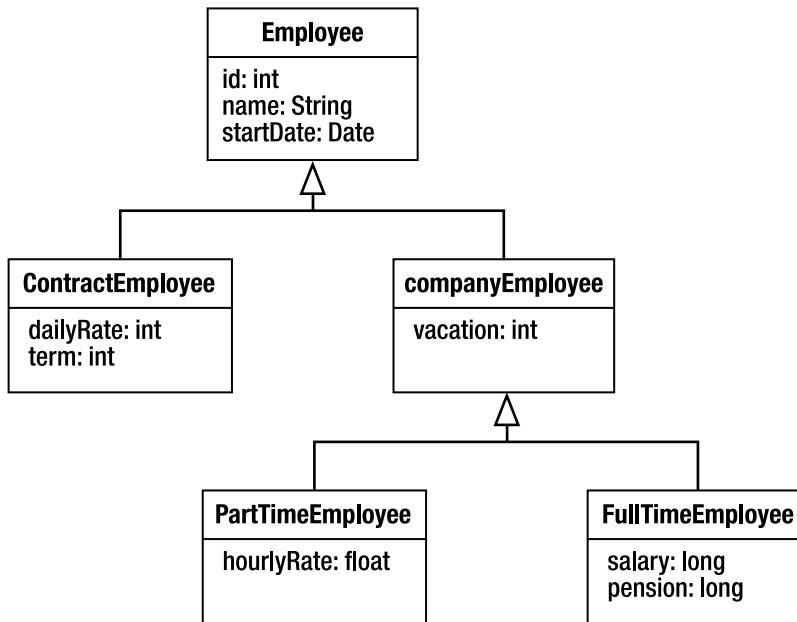 Employee
id: int
name: String
startDate: Date
ContractEmployee
dailyRate: int
term: int
companyEmployee
vacation: int
PartTimeEmployee
hourlyRate: float
FullTimeEmployee
salary: long
pension: long